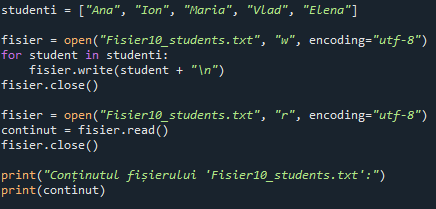 studenti = ["Ana", "Ion", "Maria", "Vlad", "Elena"]
fisier = open("Fisier10_students.txt", "w", encoding="utf-8")
for student in studenti:
    fisier.write(student + "\n")
fisier.close()
fisier = open("Fisier10_students.txt", "r", encoding="utf-8")
continut = fisier.read()
fisier.close()
print("Conținutul fișierului 'Fisier10_students.txt':")
print(continut)